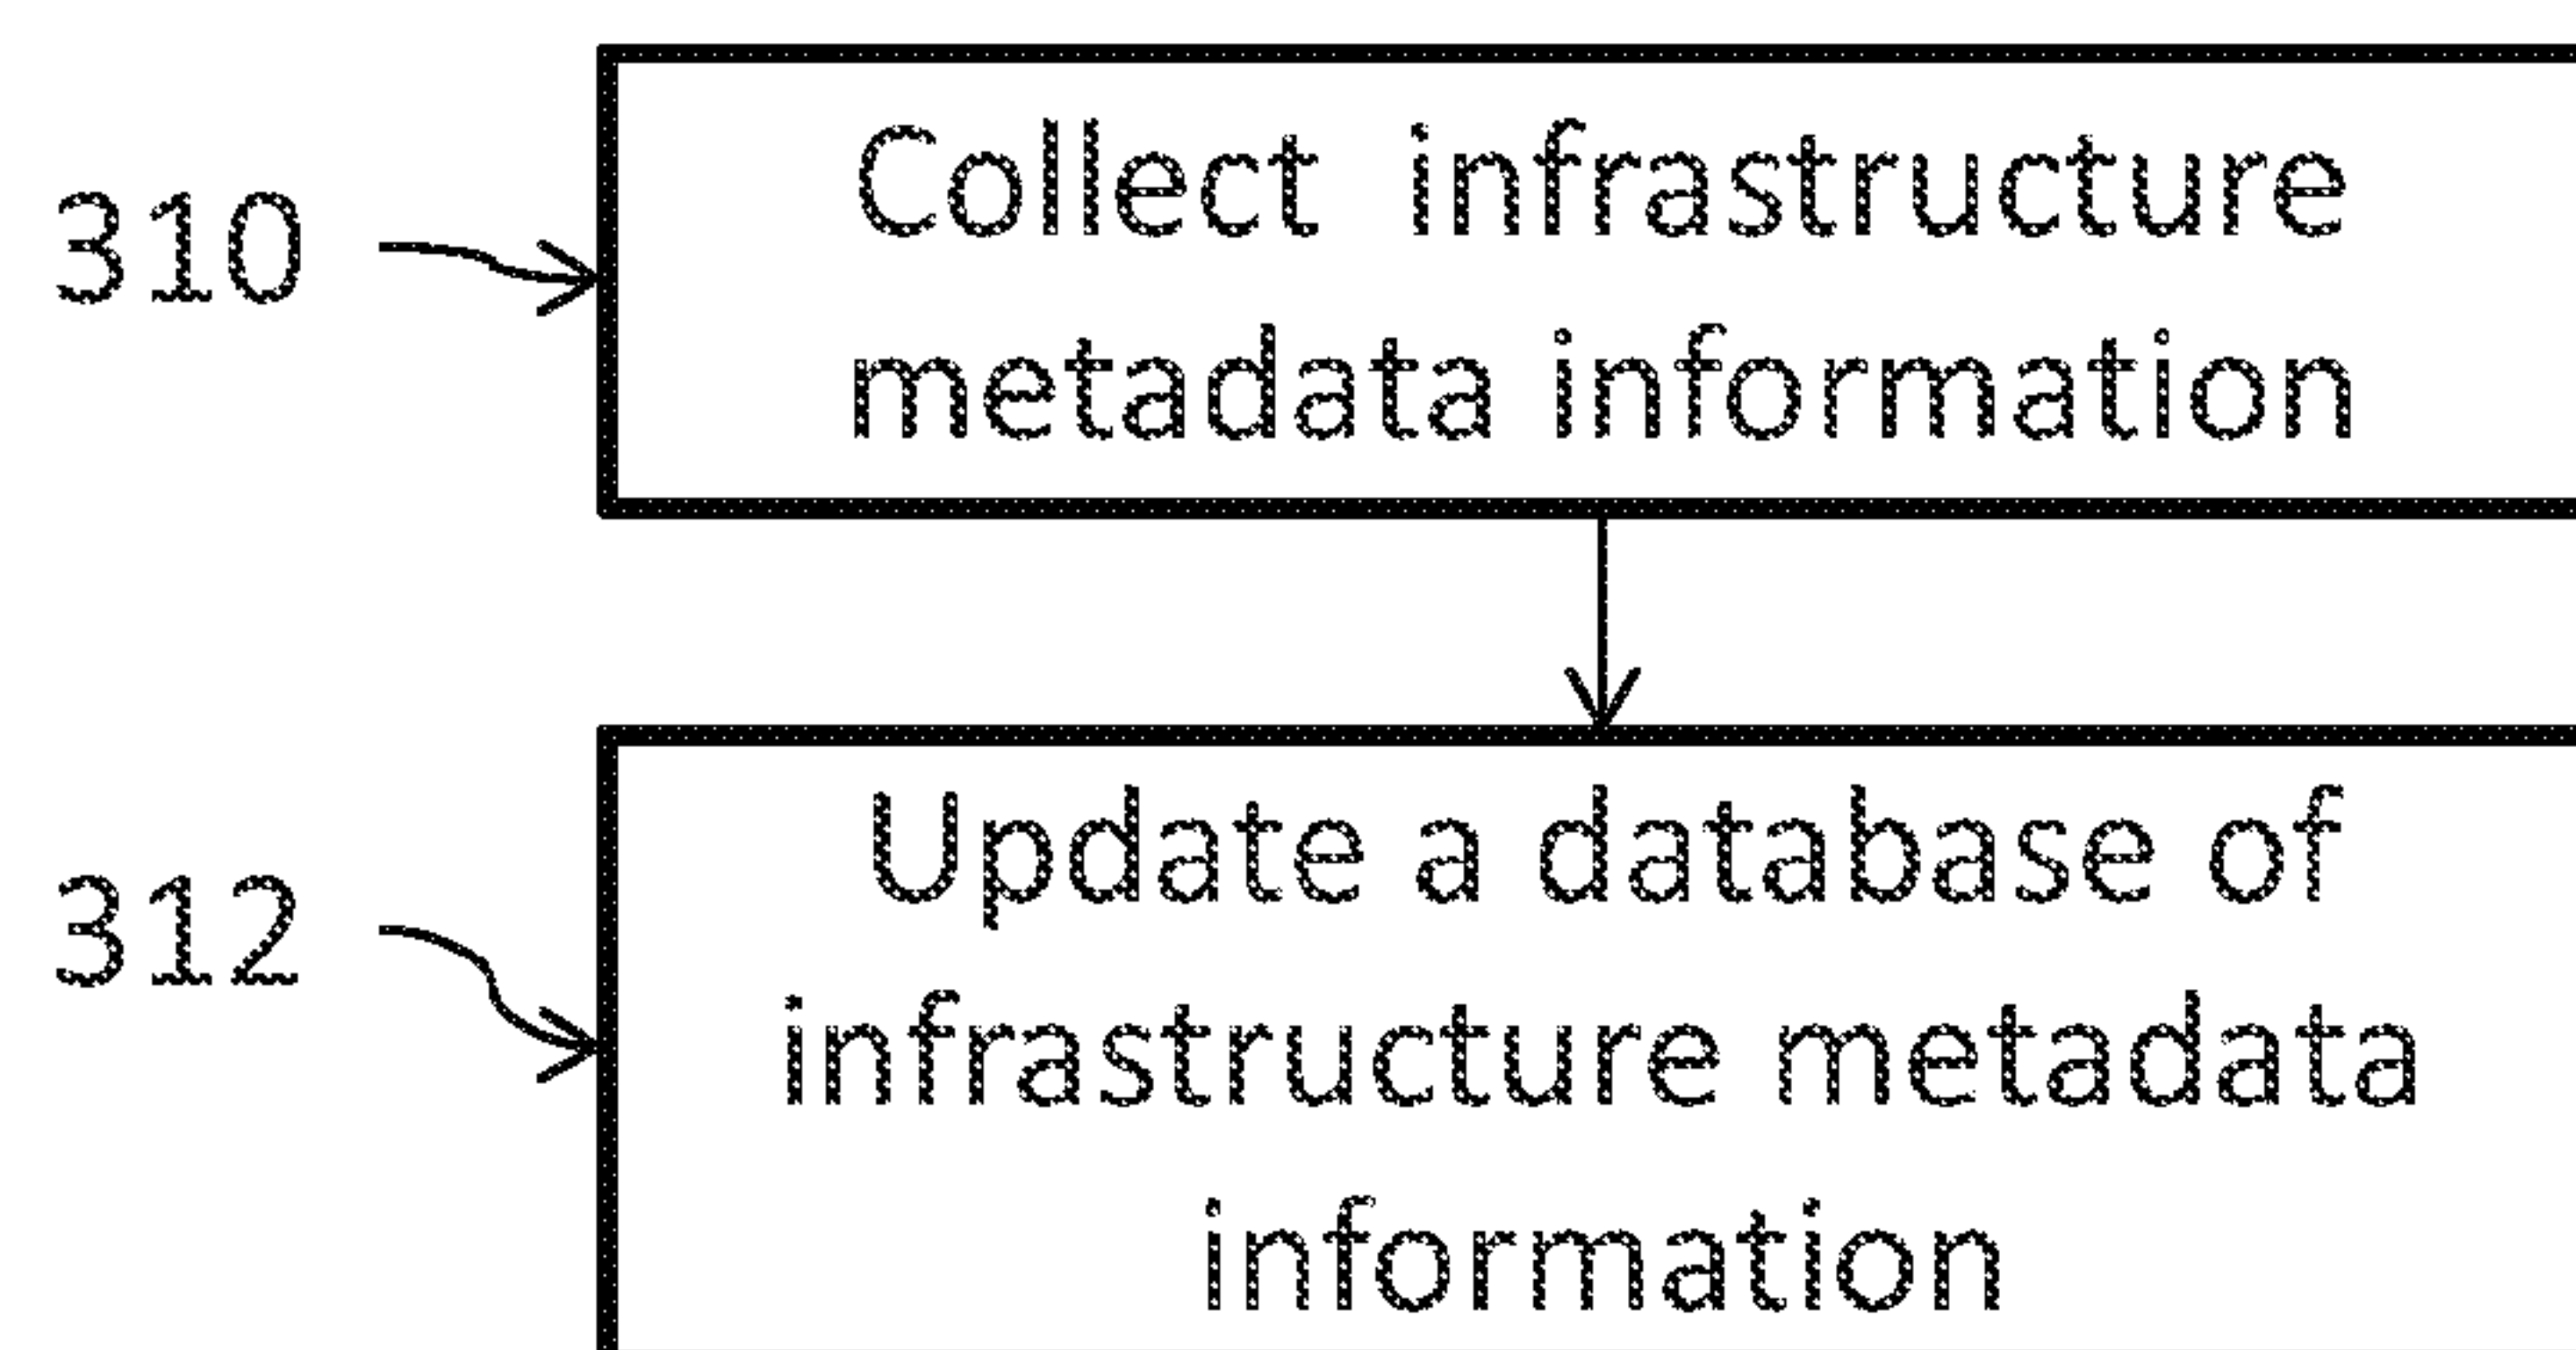 310
Collect infrastructure
metadata information
312
Update a database of
infrastructure metadata
information